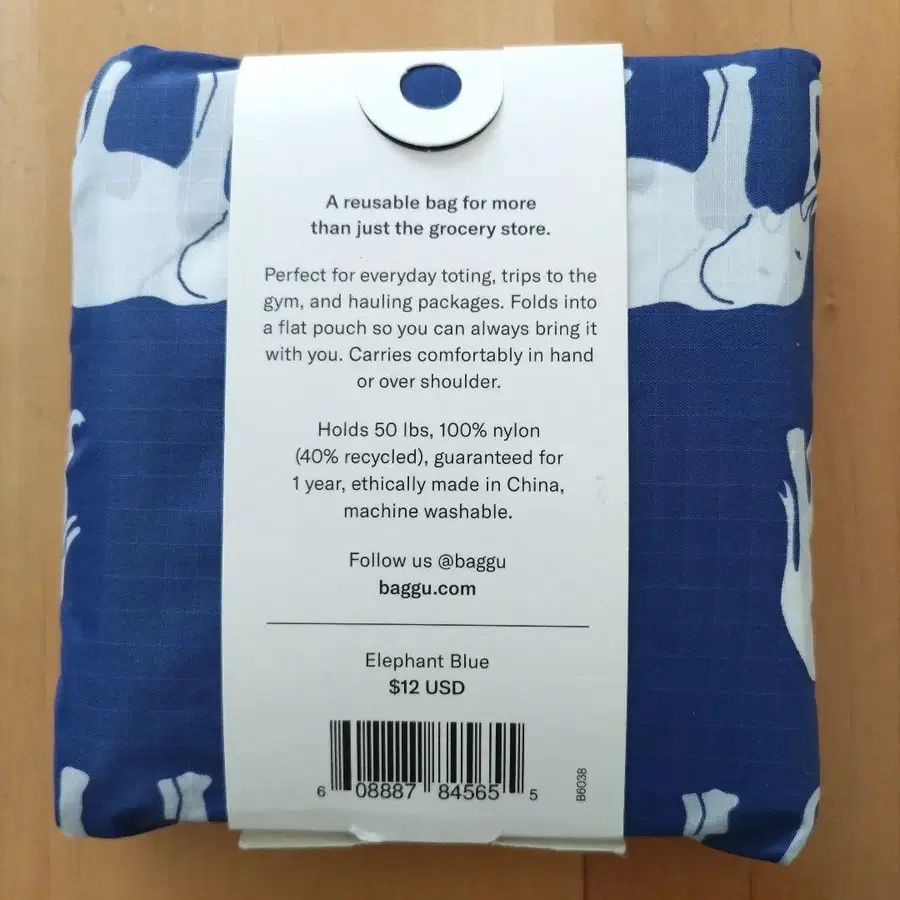 A reusable bag for more
than just the grocery store.
Perfect for everyday toting, trips to the
gym, and hauling packages. Folds into
a flat pouch so you can always bring it
with you. Carries comfortably in hand
or over shoulder.
Holds 50 lbs, 100% nylon
(40% recycled), guaranteed for
1 year, ethically made in China,
machine washable.
Follow us @baggu
baggu.com
Elephant Blue
$12 USD
6 08887 84565 5
B6038